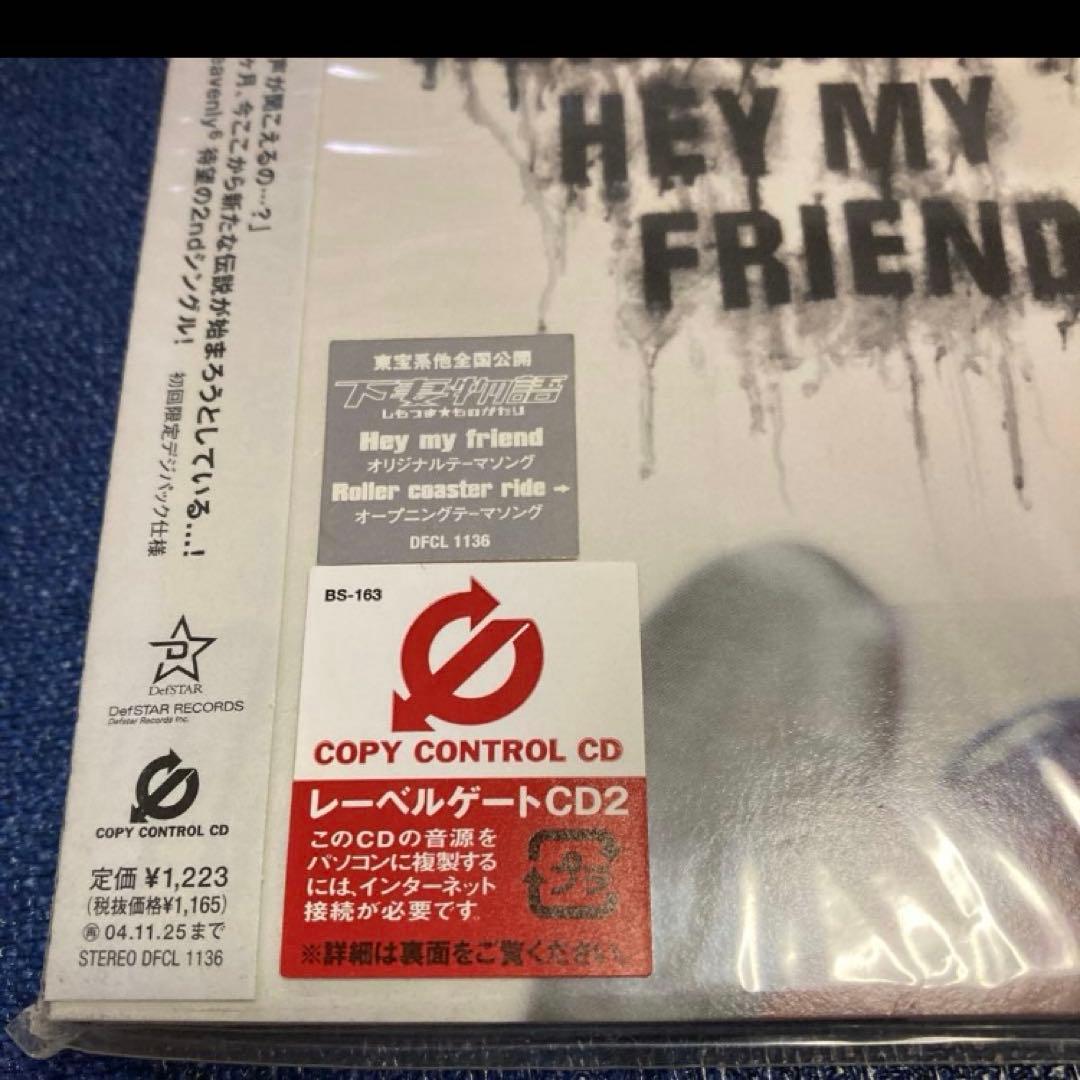 声が聞こえるの…？」
ヶ月、今ここから新たな伝説が始まろうとしている…！
eavenly⁶ 待望の2ndシングル！
初回限定デジパック仕様
HEY MY
FRIEND
東宝系他全国公開
下妻物語
しもつま★ものがたり
Hey my friend
オリジナルテーマソング
Roller coaster ride →
オープニングテーマソング
DFCL 1136
BS-163
COPY CONTROL CD
レーベルゲートCD2
このCDの音源を
パソコンに複製する
には、インターネット
接続が必要です。
※詳細は裏面をご覧ください。
DefSTAR
DefSTAR RECORDS
Defstar Records Inc.
COPY CONTROL CD
定価 ¥1,223
(税抜価格¥1,165)
㊞ 04.11.25まで
STEREO DFCL 1136